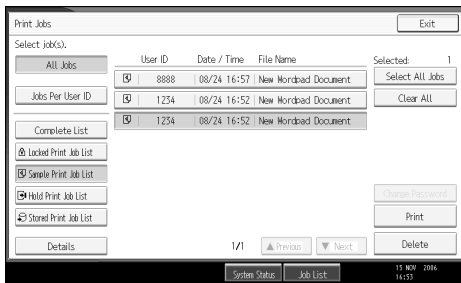 Print Jobs
Exit
Select job(s).
All Jobs
Jobs Per User ID
Complete List
Locked Print Job List
Sample Print Job List
Hold Print Job List
Stored Print Job List
Details
User ID Date / Time File Name
8888 08/24 16:57 New Wordpad Document
1234 08/24 16:52 New Wordpad Document
1234 08/24 16:52 New Wordpad Document
1/1 Previous Next
Selected: 1
Select All Jobs
Clear All
Change Password
Print
Delete
System Status Job List
15 NOV 2006
16:53